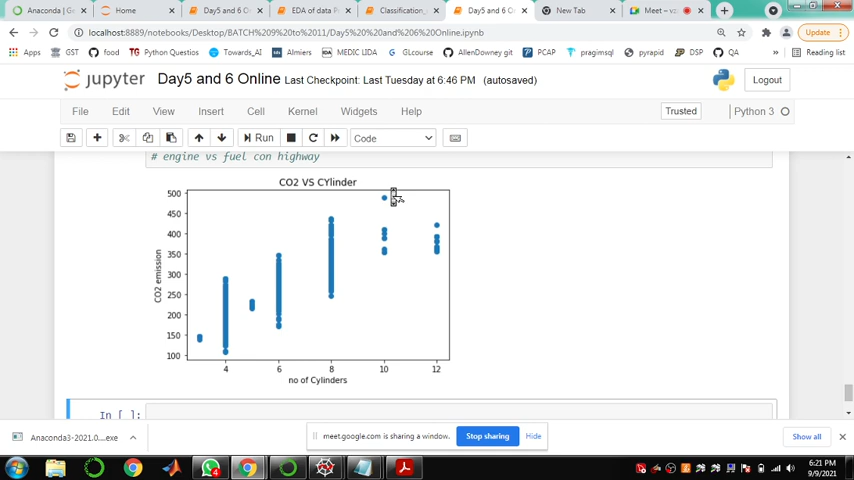 Anaconda | Ge
Home
Day5 and 6 O
EDA of data P
Classification_
Day5 and 6 O
New Tab
Meet – vz
localhost:8889/notebooks/Desktop/BATCH%209%20to%2011/Day5%20%20and%206%20Online.ipynb
Update
Apps
GST
food
TG Python Questions
Towards_AI
Almiers
MEDIC LIDA
GLcourse
AllenDowney git
PCAP
pragimsql
pyrapid
DSP
QA
»
Reading list
jupyter Day5 and 6 Online Last Checkpoint: Last Tuesday at 6:46 PM (autosaved)
Logout
File Edit View Insert Cell Kernel Widgets Help
Trusted
Python 3
Run
Code
# engine vs fuel con highway
CO2 VS CYlinder
500
450
400
350
300
250
200
150
100
CO2 emission
4 6 8 10 12
no of Cylinders
In [ ]:
Anaconda3-2021.0....exe
meet.google.com is sharing a window.
Stop sharing
Hide
Show all
4
6:21 PM
9/9/2021